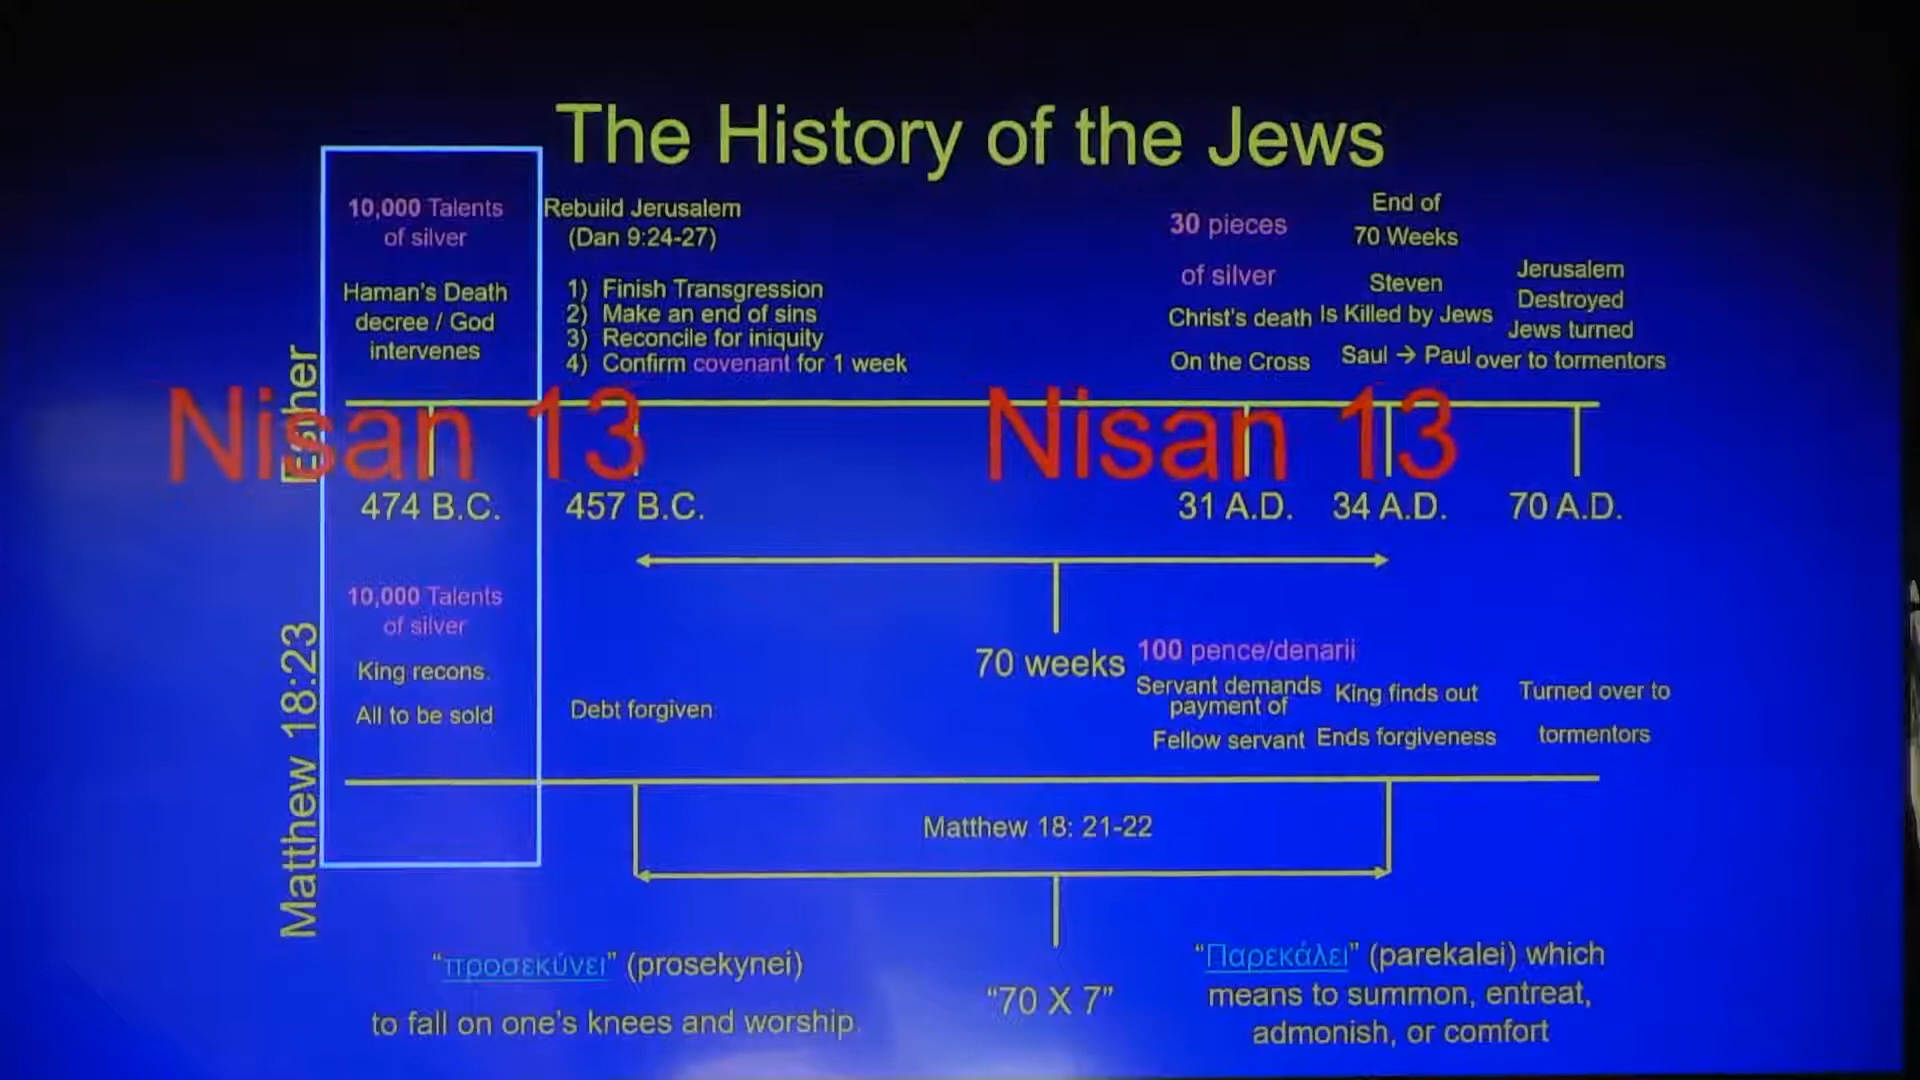 The History of the Jews
10,000 Talents
of silver
Haman's Death
decree / God
intervenes
Rebuild Jerusalem
(Dan 9:24-27)
1) Finish Transgression
2) Make an end of sins
3) Reconcile for iniquity
4) Confirm covenant for 1 week
30 pieces
of silver
Christ's death
On the Cross
End of
70 Weeks
Steven
Is Killed by Jews
Saul → Paul
Jerusalem
Destroyed
Jews turned
over to tormentors
Esther
Nisan 13
Nisan 13
474 B.C.
457 B.C.
31 A.D.
34 A.D.
70 A.D.
70 weeks
Matthew 18:23
10,000 Talents
of silver
King recons.
All to be sold
Debt forgiven
100 pence/denarii
Servant demands
payment of
Fellow servant
King finds out
Ends forgiveness
Turned over to
tormentors
Matthew 18: 21-22
"70 X 7"
"προσεκύνει" (prosekynei)
to fall on one's knees and worship.
"Παρεκάλει" (parekalei) which
means to summon, entreat,
admonish, or comfort